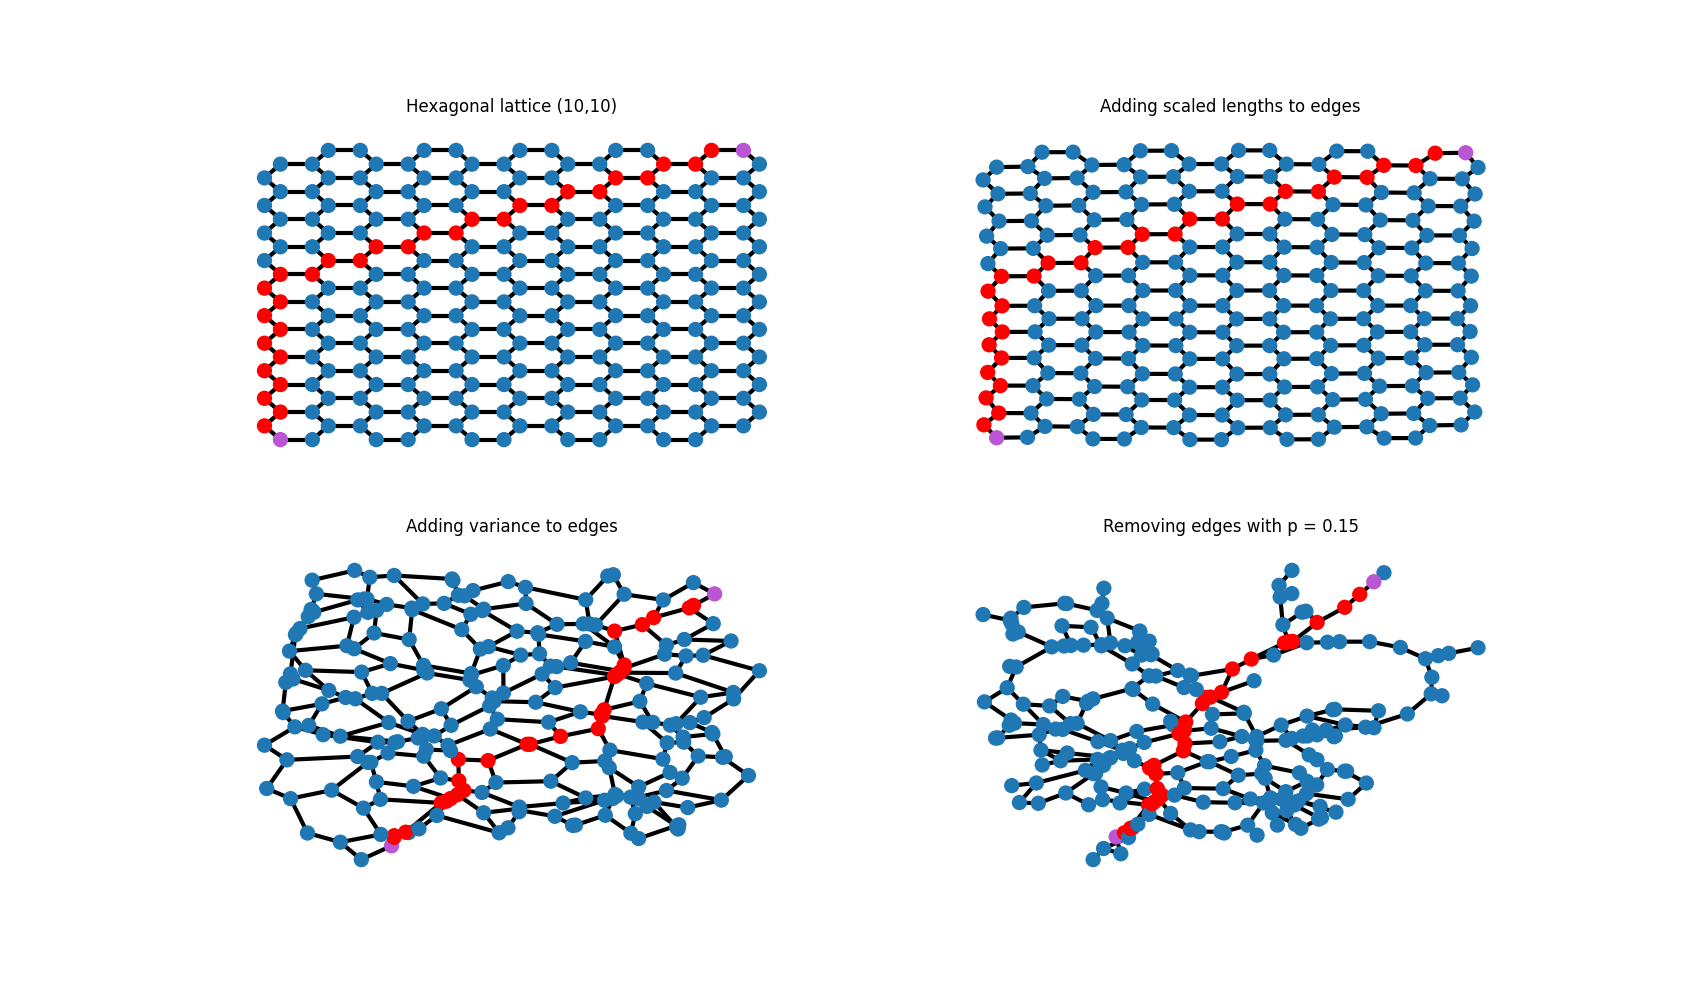 Hexagonal lattice (10,10)
Adding scaled lengths to edges
Adding variance to edges
Removing edges with p = 0.15